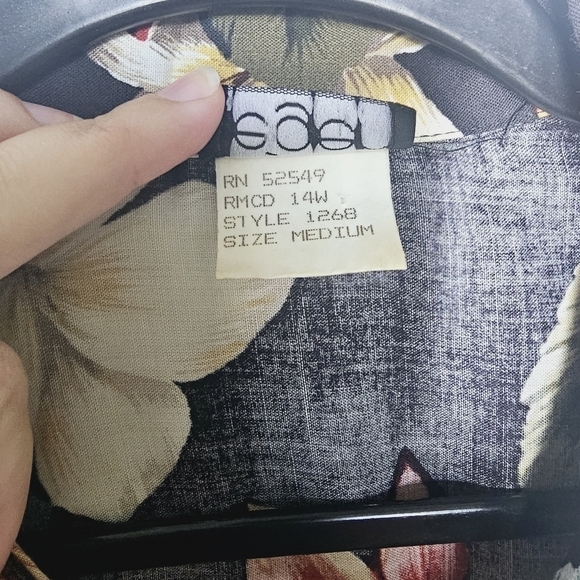 RN 52549
RMCD 14W
STYLE 1268
SIZE MEDIUM